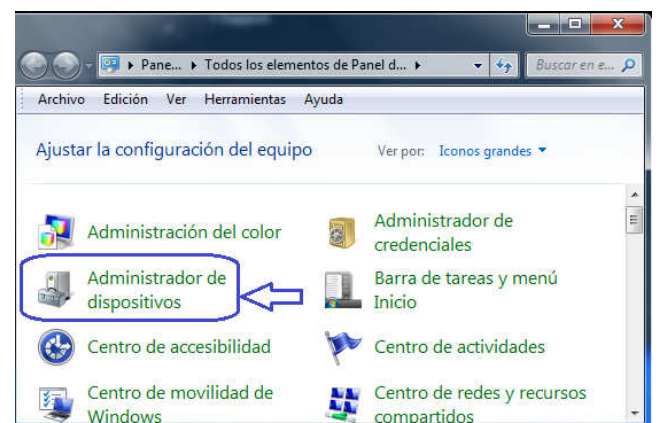 Pane... Todos los elementos de Panel d...
Buscar en e...
Archivo Edición Ver Herramientas Ayuda
Ajustar la configuración del equipo
Ver por: Iconos grandes
Administración del color
Administrador de
credenciales
Administrador de
dispositivos
Barra de tareas y menú
Inicio
Centro de accesibilidad
Centro de actividades
Centro de movilidad de
Windows
Centro de redes y recursos
compartidos